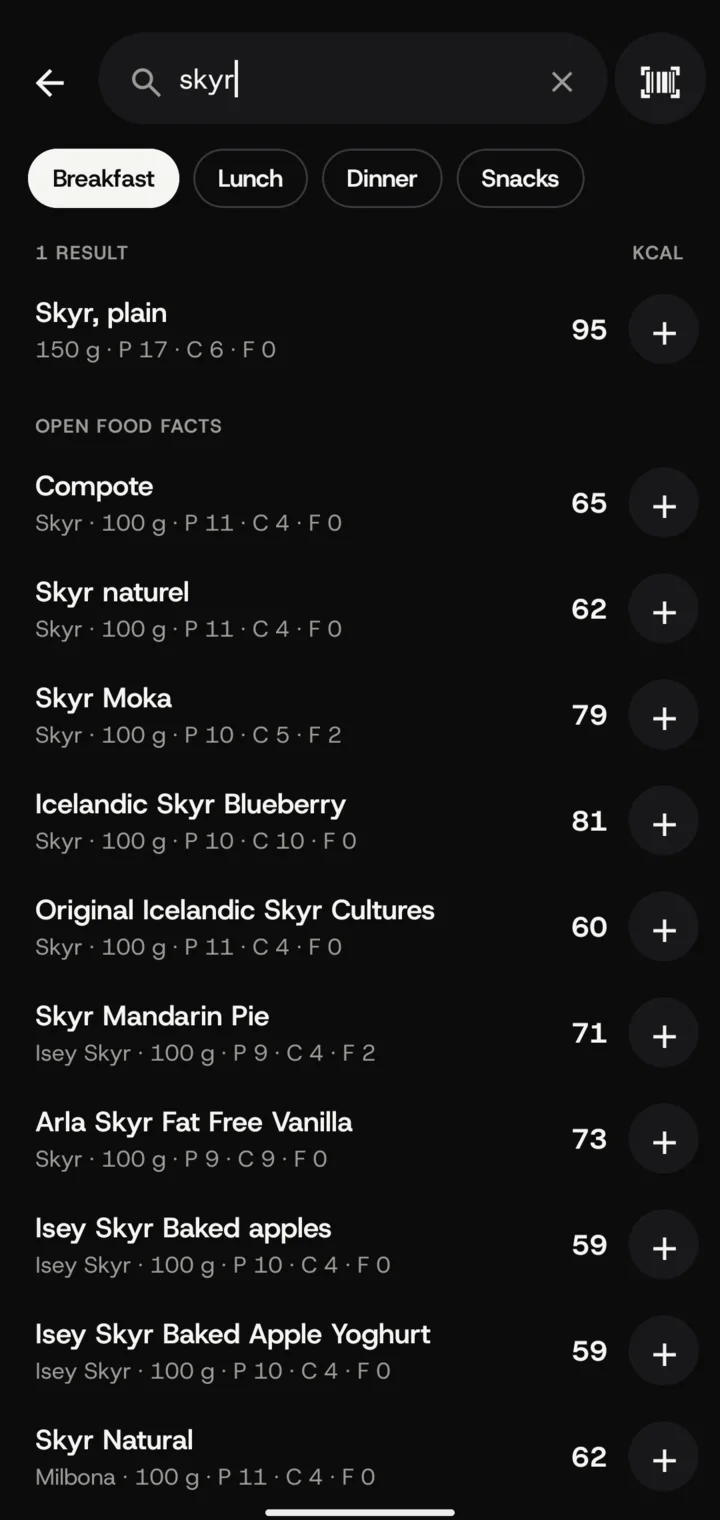 skyr
Breakfast Lunch Dinner Snacks
1 RESULT KCAL
Skyr, plain
150 g · P 17 · C 6 · F 0
95
OPEN FOOD FACTS
Compote
Skyr · 100 g · P 11 · C 4 · F 0
65
Skyr naturel
Skyr · 100 g · P 11 · C 4 · F 0
62
Skyr Moka
Skyr · 100 g · P 10 · C 5 · F 2
79
Icelandic Skyr Blueberry
Skyr · 100 g · P 10 · C 10 · F 0
81
Original Icelandic Skyr Cultures
Skyr · 100 g · P 11 · C 4 · F 0
60
Skyr Mandarin Pie
Isey Skyr · 100 g · P 9 · C 4 · F 2
71
Arla Skyr Fat Free Vanilla
Skyr · 100 g · P 9 · C 9 · F 0
73
Isey Skyr Baked apples
Isey Skyr · 100 g · P 10 · C 4 · F 0
59
Isey Skyr Baked Apple Yoghurt
Isey Skyr · 100 g · P 10 · C 4 · F 0
59
Skyr Natural
Milbona · 100 g · P 11 · C 4 · F 0
62